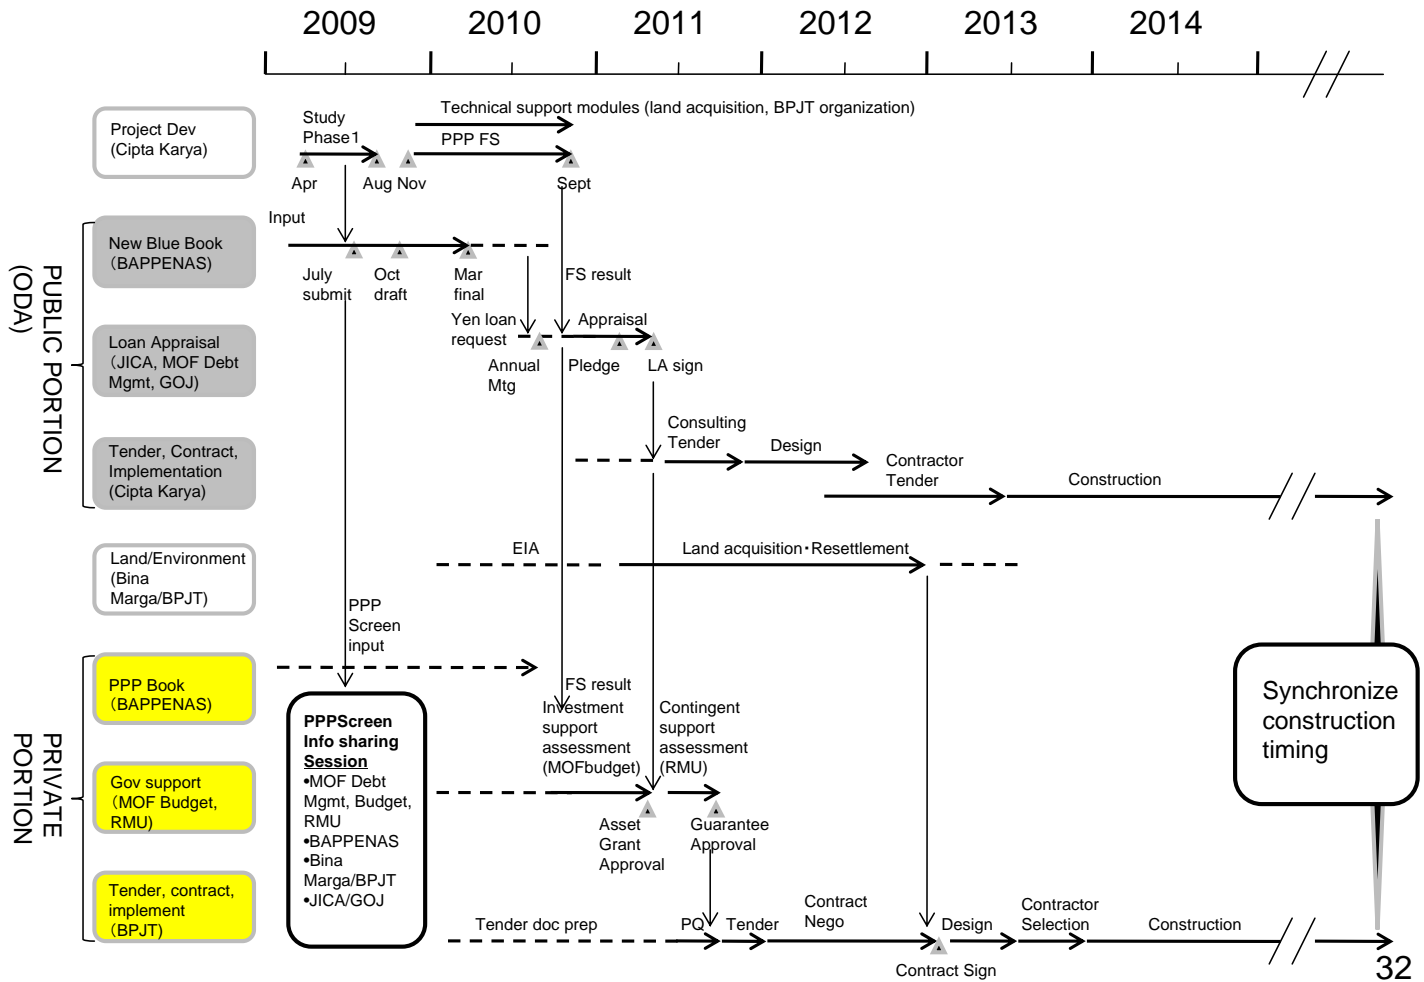 2009
2010
2011
2012
2013
2014
Technical support modules (land acquisition, BPJT organization)
Study
Phase1
PPP FS
Project Dev
(Cipta Karya)
Apr
Aug
Nov
Sept
Input
New Blue Book
(BAPPENAS)
July
submit
Oct
draft
Mar
final
FS result
PUBLIC PORTION
(ODA)
Yen loan
request
Appraisal
Loan Appraisal
(JICA, MOF Debt
Mgmt, GOJ)
Annual
Mtg
Pledge
LA sign
Consulting
Tender
Design
Tender, Contract,
Implementation
(Cipta Karya)
Contractor
Tender
Construction
Land/Environment
(Bina
Marga/BPJT)
EIA
Land acquisition・Resettlement
PPP
Screen
input
PPP Book
(BAPPENAS)
FS result
PRIVATE
PORTION
PPPScreen
Info sharing
Session
•MOF Debt
Mgmt, Budget,
RMU
•BAPPENAS
•Bina
Marga/BPJT
•JICA/GOJ
Investment
support
assessment
(MOFbudget)
Contingent
support
assessment
(RMU)
Synchronize
construction
timing
Gov support
(MOF Budget,
RMU)
Asset
Grant
Approval
Guarantee
Approval
Tender, contract,
implement
(BPJT)
Tender doc prep
PQ
Tender
Contract
Nego
Design
Contractor
Selection
Construction
Contract Sign
32